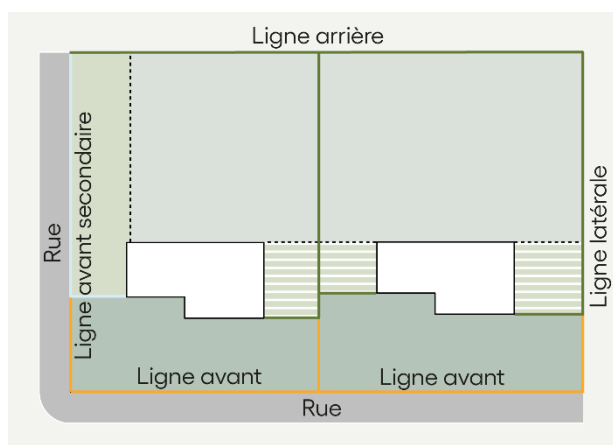 Ligne arrière
Rue
Ligne avant secondaire
Ligne latérale
Ligne avant
Ligne avant
Rue